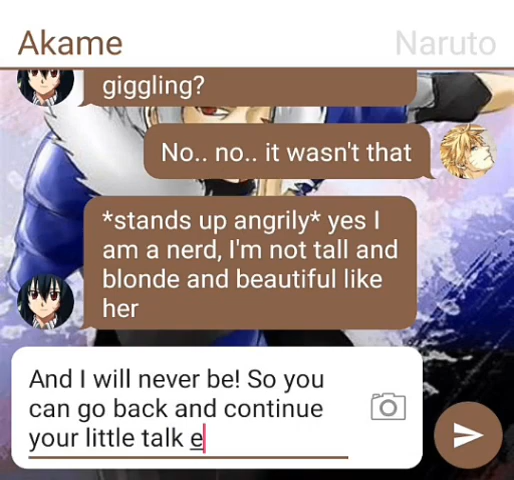 Akame
Naruto
giggling?
No.. no.. it wasn't that
*stands up angrily* yes I
am a nerd, I'm not tall and
blonde and beautiful like
her
And I will never be! So you
can go back and continue
your little talk e